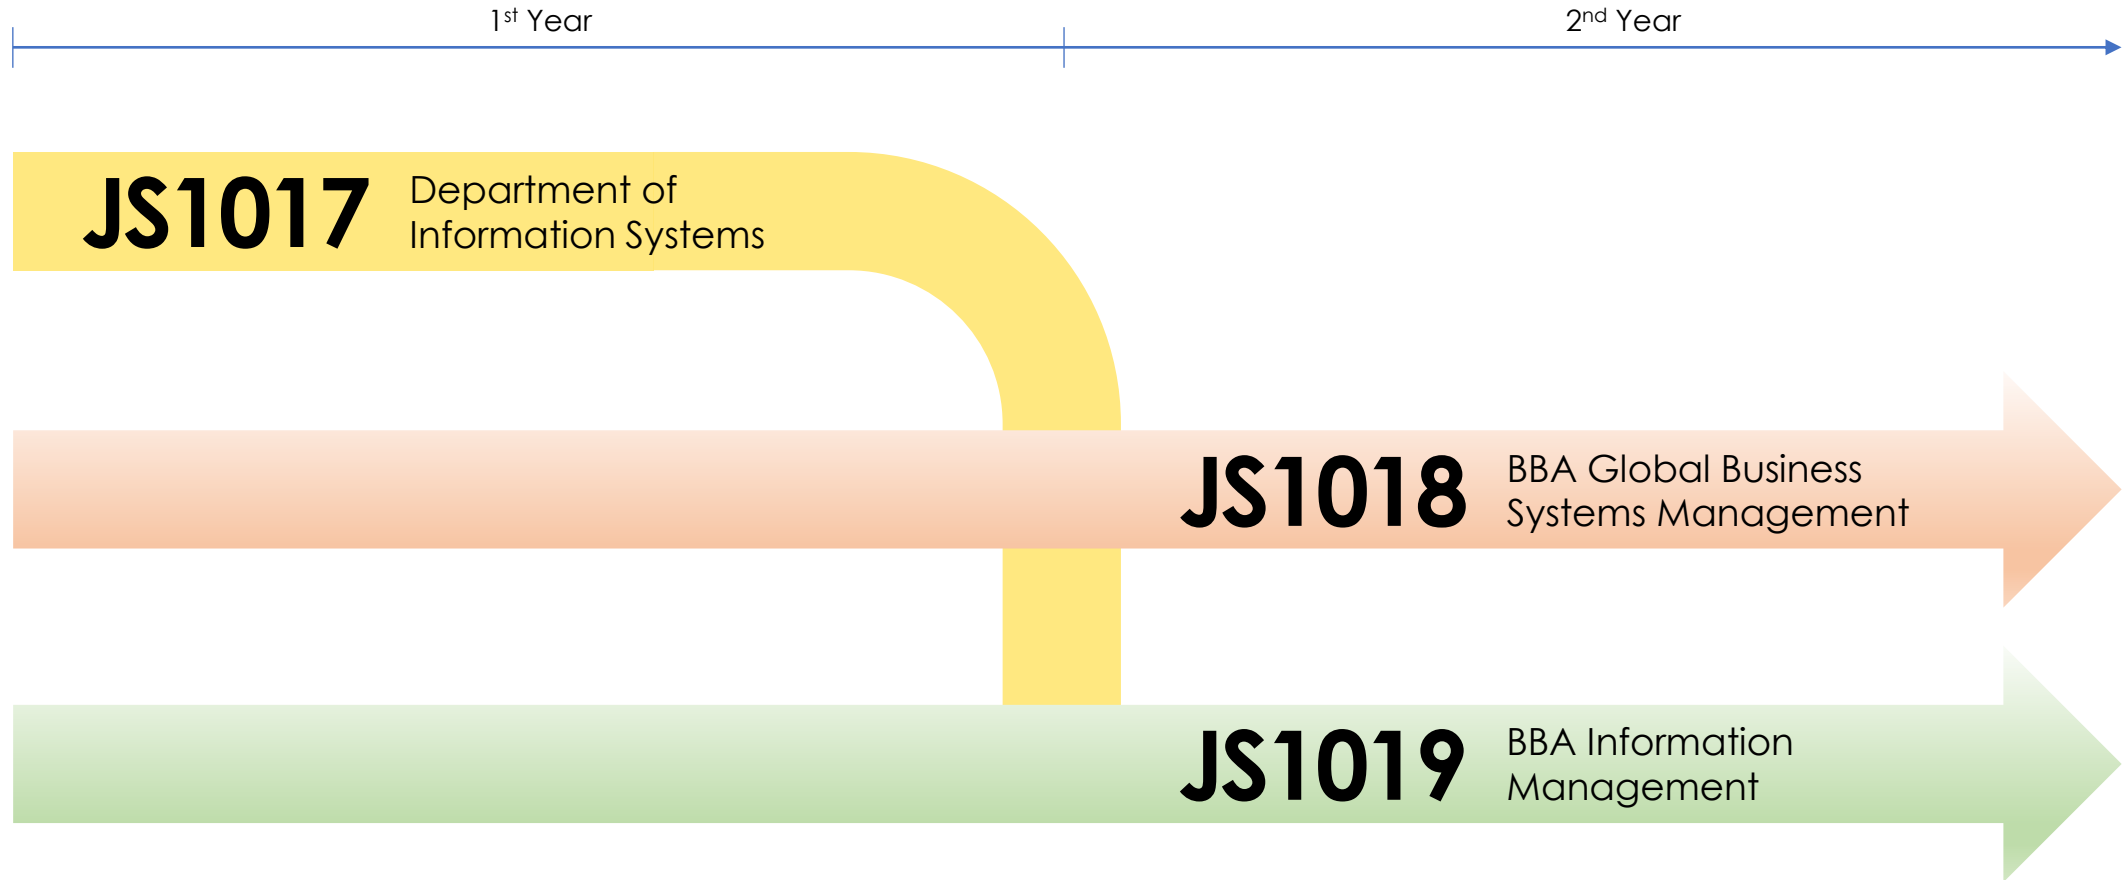 1st Year
2nd Year
JS1017
Department of
Information Systems
JS1018
BBA Global Business
Systems Management
JS1019
BBA Information
Management